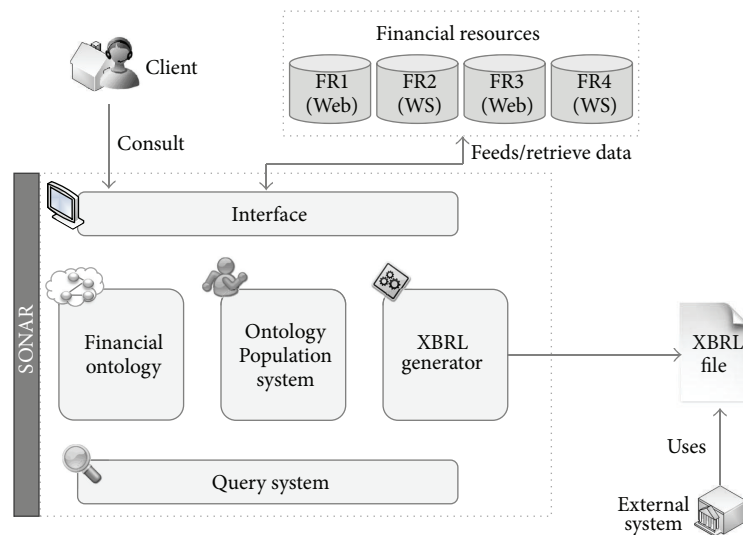 Financial resources
Client
FR1
(Web)
FR2
(WS)
FR3
(Web)
FR4
(WS)
Consult
Feeds/retrieve data
SONAR
Interface
Financial
ontology
Ontology
Population
system
XBRL
generator
XBRL
file
Uses
Query system
External
system